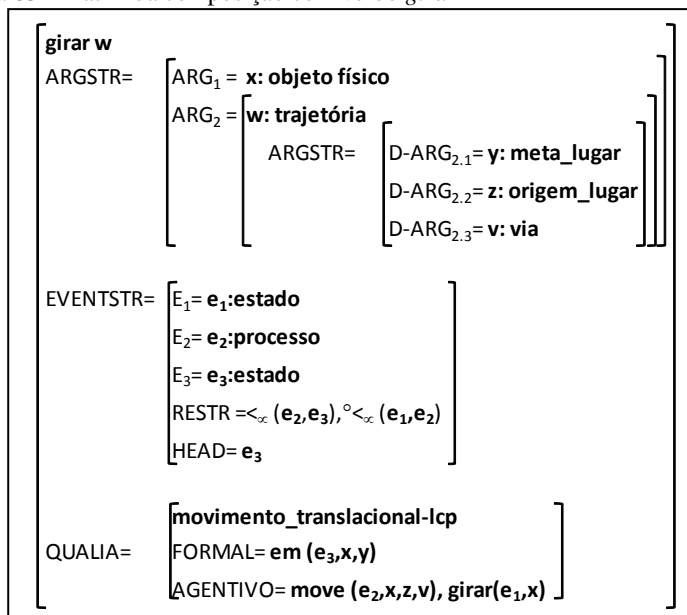 girar w
ARGSTR= ARG₁ = x: objeto físico
ARG₂ = w: trajetória
ARGSTR= D-ARG₂.₁= y: meta_lugar
D-ARG₂.₂= z: origem_lugar
D-ARG₂.₃= v: via
EVENTSTR= E₁= e₁:estado
E₂= e₂:processo
E₃= e₃:estado
RESTR =<∞ (e₂,e₃),°<∞ (e₁,e₂)
HEAD= e₃
movimento_translacional-lcp
QUALIA= FORMAL= em (e₃,x,y)
AGENTIVO= move (e₂,x,z,v), girar(e₁,x)